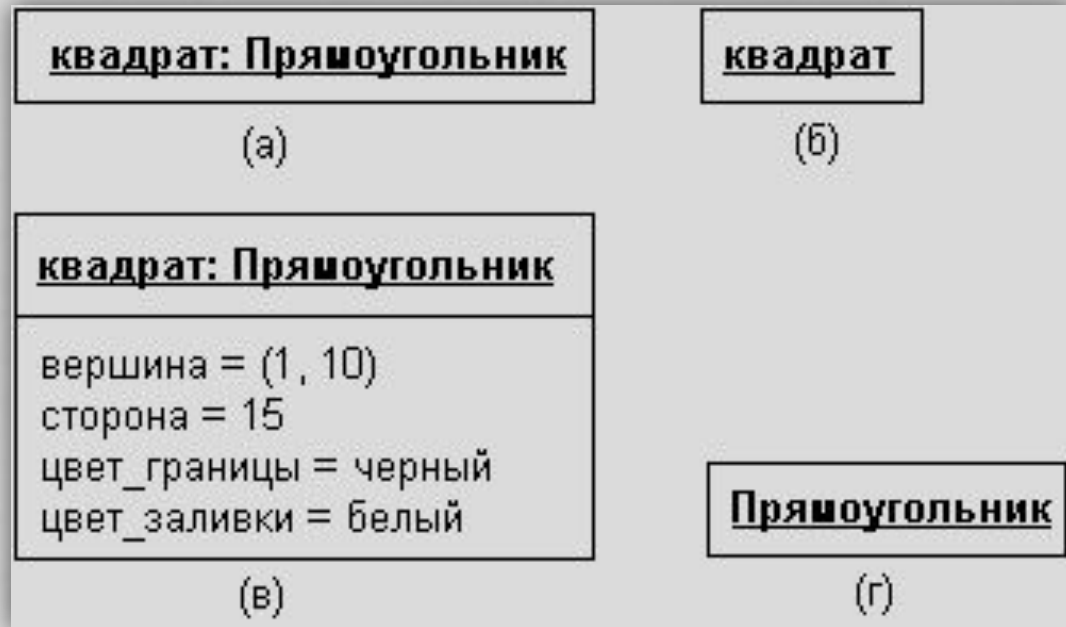 квадрат: Прямоугольник
квадрат
(а)
(б)
квадрат: Прямоугольник
вершина = (1, 10)
сторона = 15
цвет_границы = черный
цвет_заливки = белый
Прямоугольник
(в)
(г)